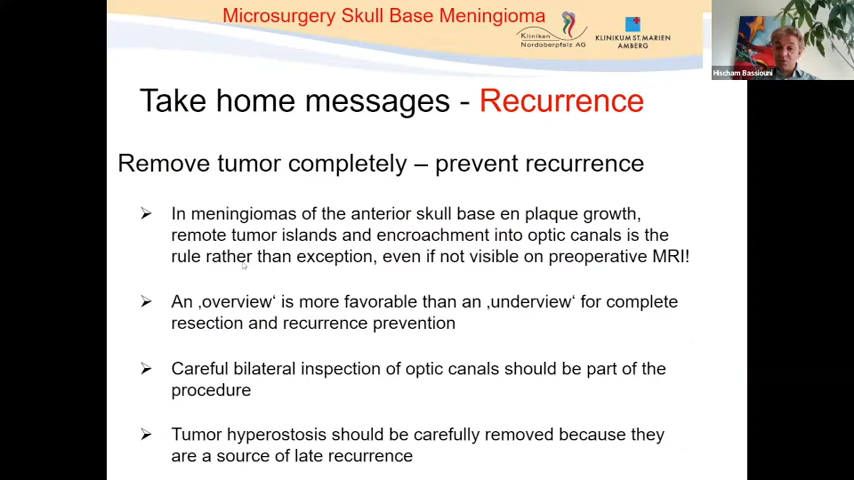 Microsurgery Skull Base Meningioma
Kliniken
Nordoberpfalz AG
KLINIKUM ST. MARIEN
AMBERG
Hischam Bassiouni
Take home messages - Recurrence
Remove tumor completely – prevent recurrence
➢ In meningiomas of the anterior skull base en plaque growth,
remote tumor islands and encroachment into optic canals is the
rule rather than exception, even if not visible on preoperative MRI!
➢ An ‚overview‘ is more favorable than an ‚underview‘ for complete
resection and recurrence prevention
➢ Careful bilateral inspection of optic canals should be part of the
procedure
➢ Tumor hyperostosis should be carefully removed because they
are a source of late recurrence